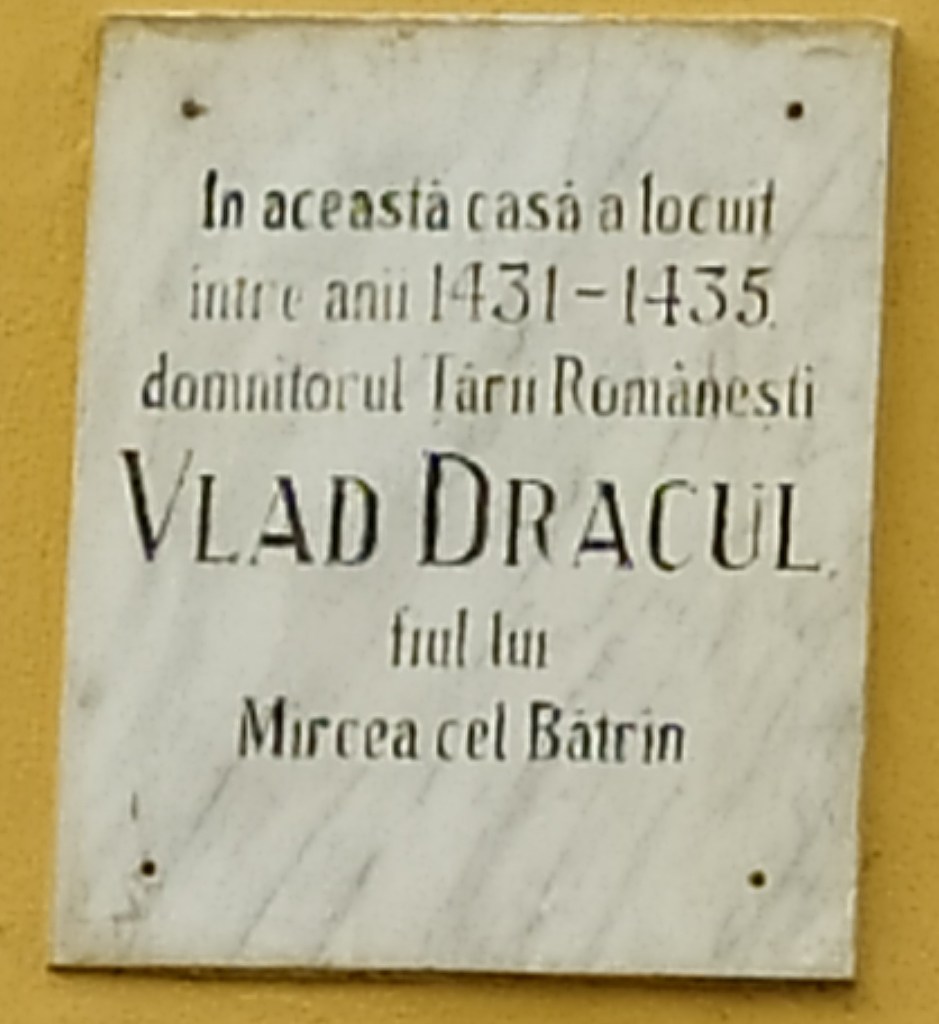 In această casă a locuit
între anii 1431-1435
domnitorul Țării Românești
VLAD DRACUL,
fiul lui
Mircea cel Bătrîn